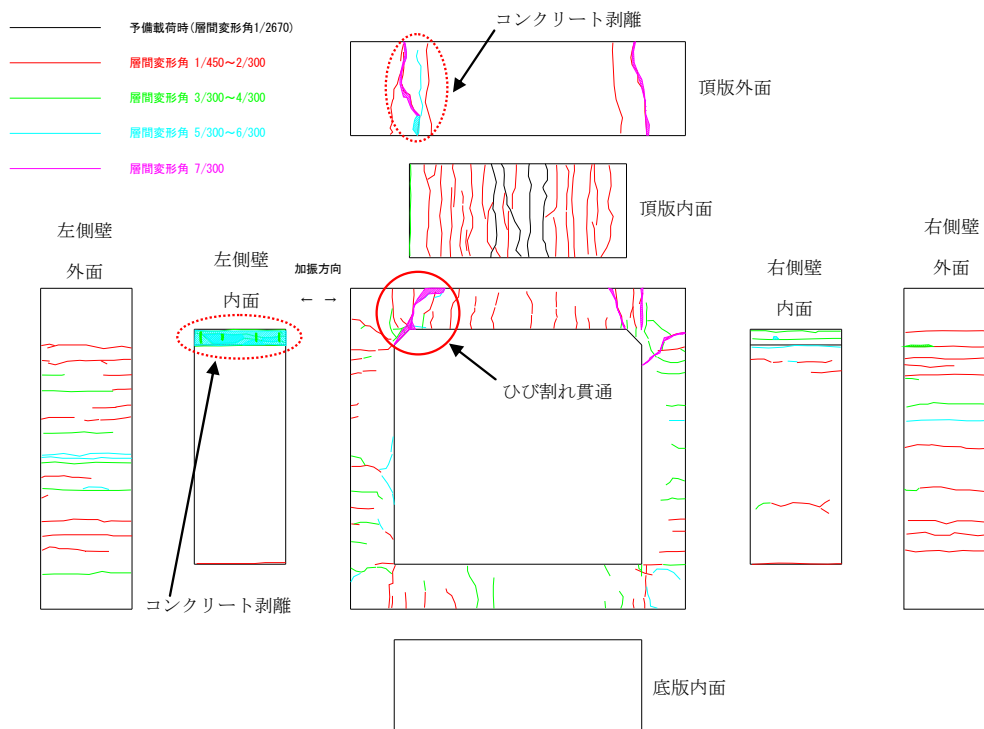 予備載荷時(層間変形角1/2670)
層間変形角 1/450～2/300
層間変形角 3/300～4/300
層間変形角 5/300～6/300
層間変形角 7/300
コンクリート剥離
頂版外面
頂版内面
左側壁
外面
左側壁
内面
加振方向
← →
右側壁
内面
右側壁
外面
ひび割れ貫通
コンクリート剥離
底版内面